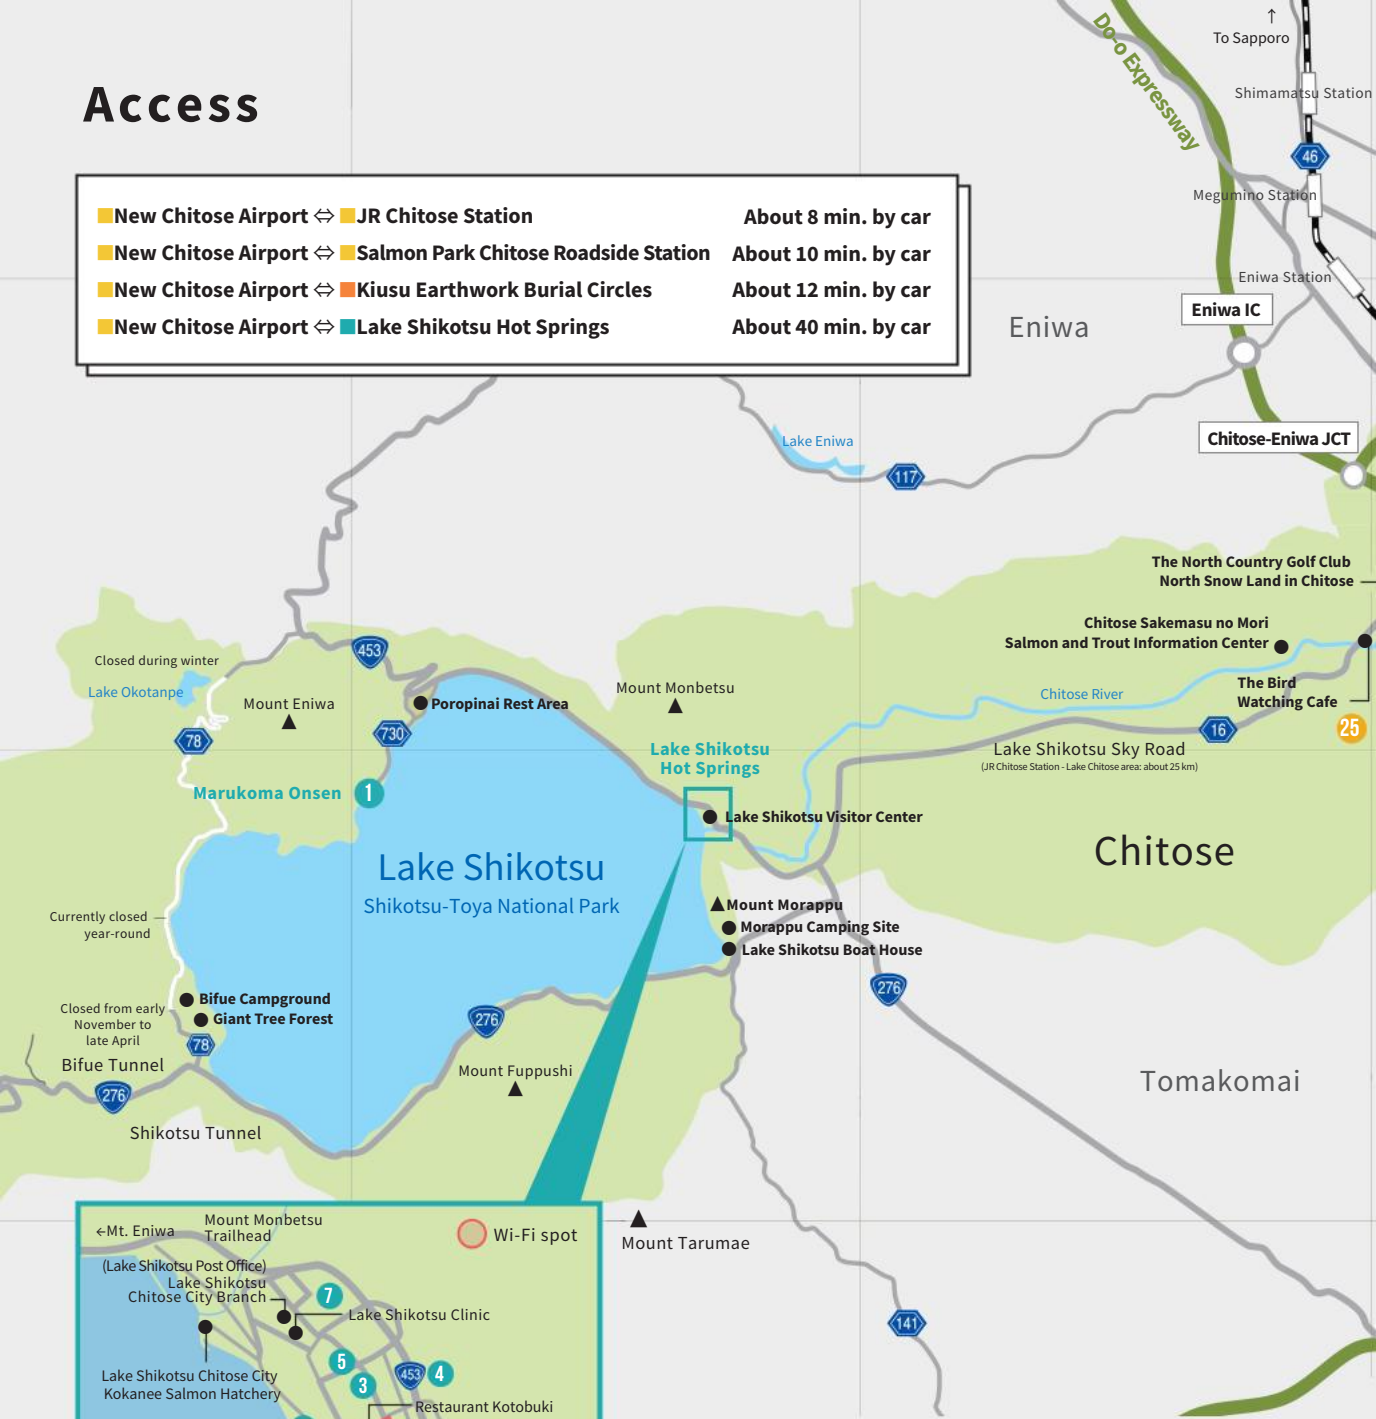 Access
New Chitose Airport ⇔ JR Chitose Station About 8 min. by car
New Chitose Airport ⇔ Salmon Park Chitose Roadside Station About 10 min. by car
New Chitose Airport ⇔ Kiusu Earthwork Burial Circles About 12 min. by car
New Chitose Airport ⇔ Lake Shikotsu Hot Springs About 40 min. by car
↑
To Sapporo
Do-o Expressway
Shimamatsu Station
46
Megumino Station
Eniwa Station
Eniwa IC
Eniwa
Chitose-Eniwa JCT
Lake Eniwa
117
The North Country Golf Club
North Snow Land in Chitose
Chitose Sakemasu no Mori
Salmon and Trout Information Center
The Bird
Watching Cafe
25
Chitose River
16
Lake Shikotsu Sky Road
(JR Chitose Station - Lake Chitose area: about 25 km)
Chitose
453
Closed during winter
Lake Okotanpe
Mount Eniwa
Poropinai Rest Area
730
78
Marukoma Onsen
1
Mount Monbetsu
Lake Shikotsu
Hot Springs
Lake Shikotsu Visitor Center
Lake Shikotsu
Shikotsu-Toya National Park
Mount Morappu
Morappu Camping Site
Lake Shikotsu Boat House
276
Currently closed
year-round
Bifue Campground
Giant Tree Forest
Closed from early
November to
late April
78
Bifue Tunnel
276
Shikotsu Tunnel
276
Mount Fuppushi
Tomakomai
Mount Tarumae
141
←Mt. Eniwa
Mount Monbetsu
Trailhead
Wi-Fi spot
(Lake Shikotsu Post Office)
Lake Shikotsu
Chitose City Branch
7
Lake Shikotsu Clinic
Lake Shikotsu Chitose City
Kokanee Salmon Hatchery
5
3
453
4
Restaurant Kotobuki